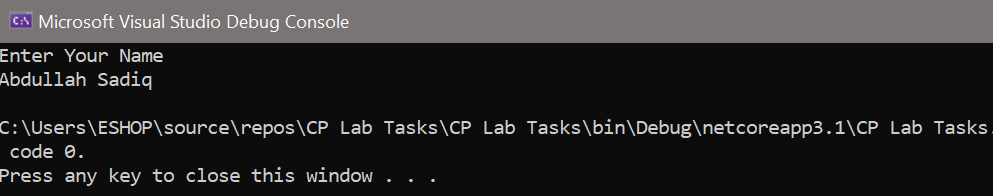 Microsoft Visual Studio Debug Console
Enter Your Name
Abdullah Sadiq
C:\Users\ESHOP\source\repos\CP Lab Tasks\CP Lab Tasks\bin\Debug\netcoreapp3.1\CP Lab Tasks.
code 0.
Press any key to close this window . . .